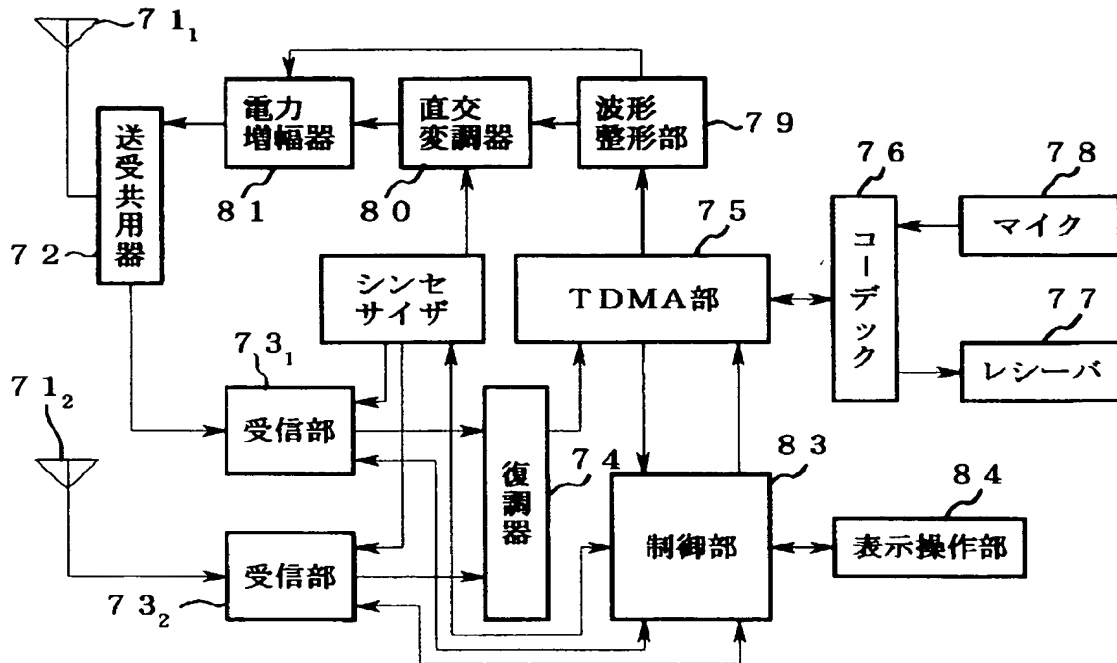 ７１₁
電力
増幅器
直交
変調器
波形
整形部
７９
送受共用器
８１
８０
７６
７８
マイク
７５
７２
コーデック
シンセ
サイザ
ＴＤＭＡ部
７７
レシーバ
７３₁
７１₂
受信部
復調器
７４
８３
８４
制御部
表示操作部
受信部
７３₂